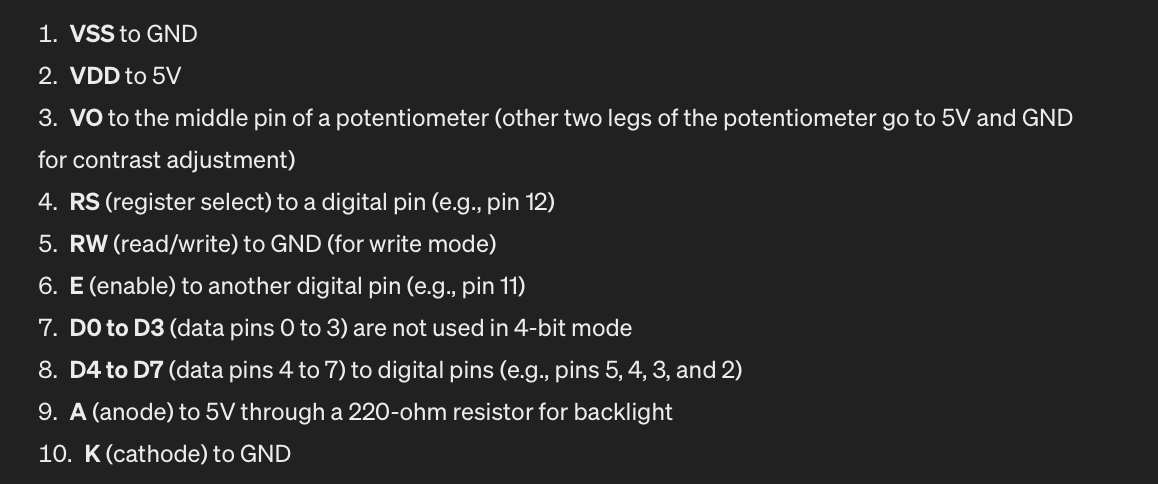 1. VSS to GND
2. VDD to 5V
3. VO to the middle pin of a potentiometer (other two legs of the potentiometer go to 5V and GND
for contrast adjustment)
4. RS (register select) to a digital pin (e.g., pin 12)
5. RW (read/write) to GND (for write mode)
6. E (enable) to another digital pin (e.g., pin 11)
7. D0 to D3 (data pins 0 to 3) are not used in 4-bit mode
8. D4 to D7 (data pins 4 to 7) to digital pins (e.g., pins 5, 4, 3, and 2)
9. A (anode) to 5V through a 220-ohm resistor for backlight
10. K (cathode) to GND